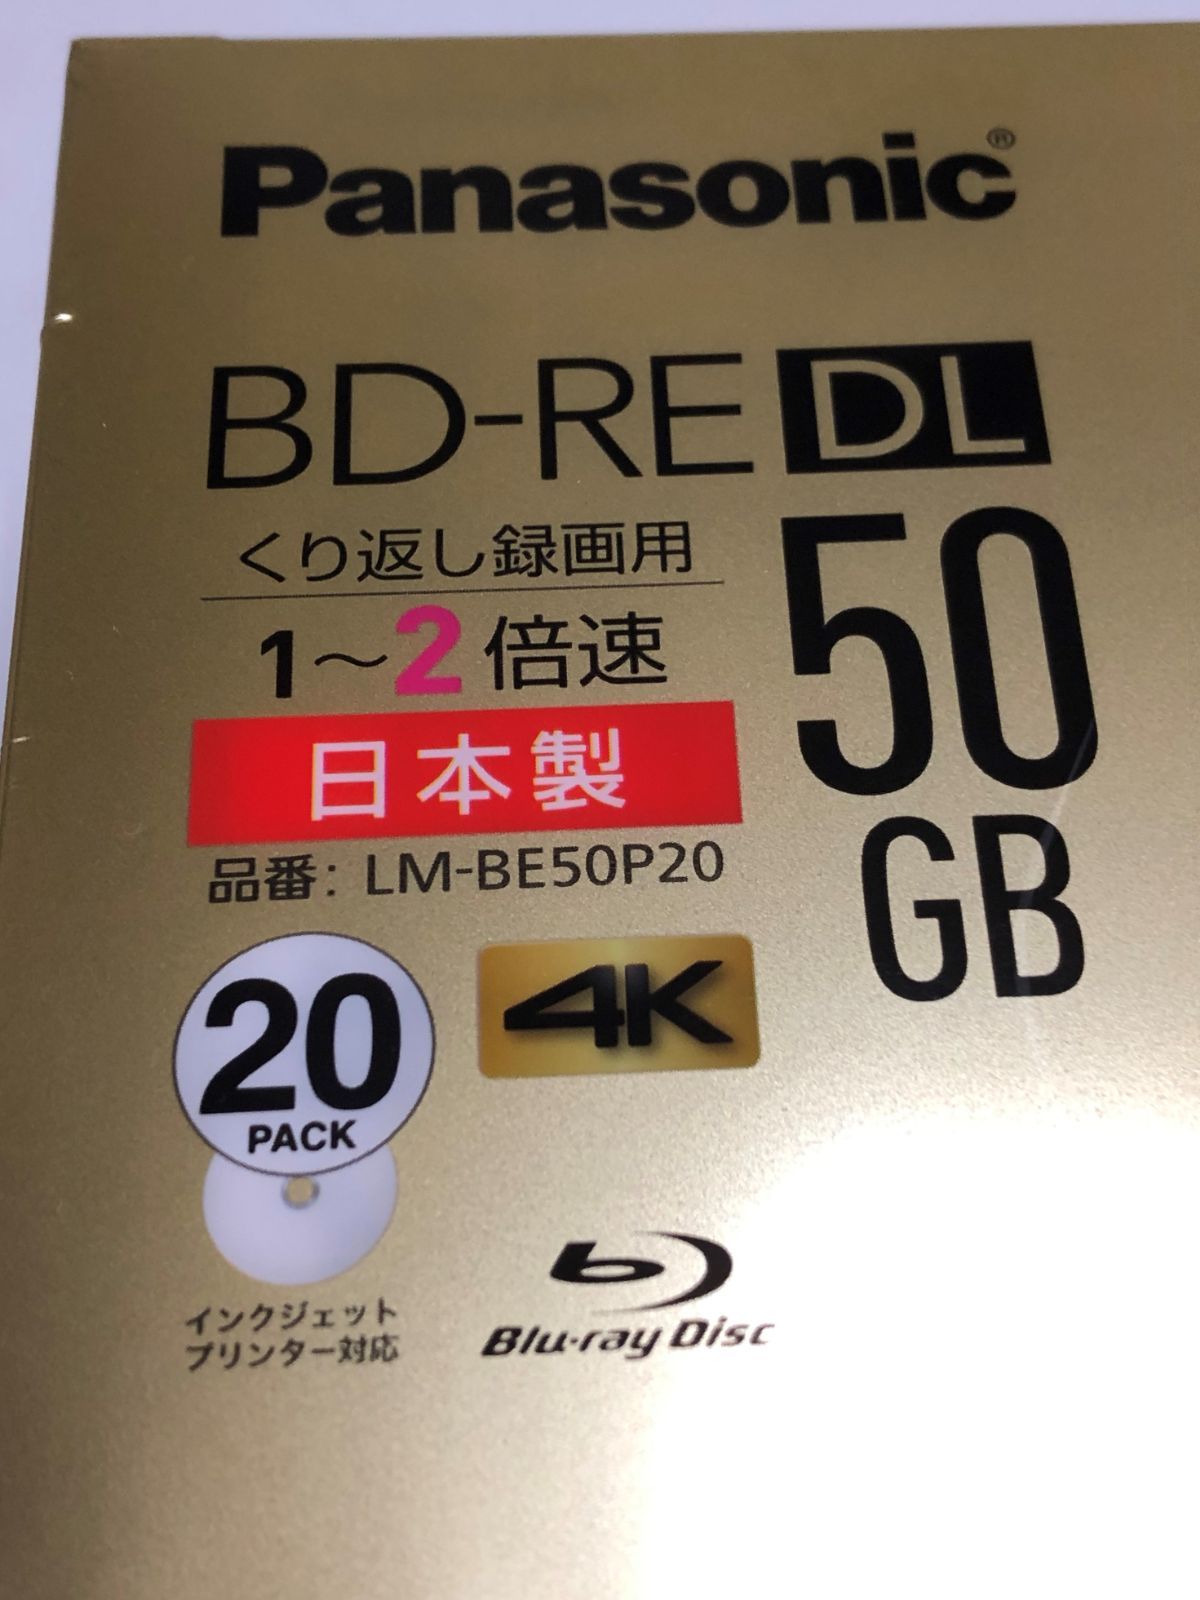 Panasonic®
BD-RE DL
くり返し録画用
1～2倍速
50
GB
日本製
品番: LM-BE50P20
20
PACK
4K
インクジェット
プリンター対応
Blu-ray Disc